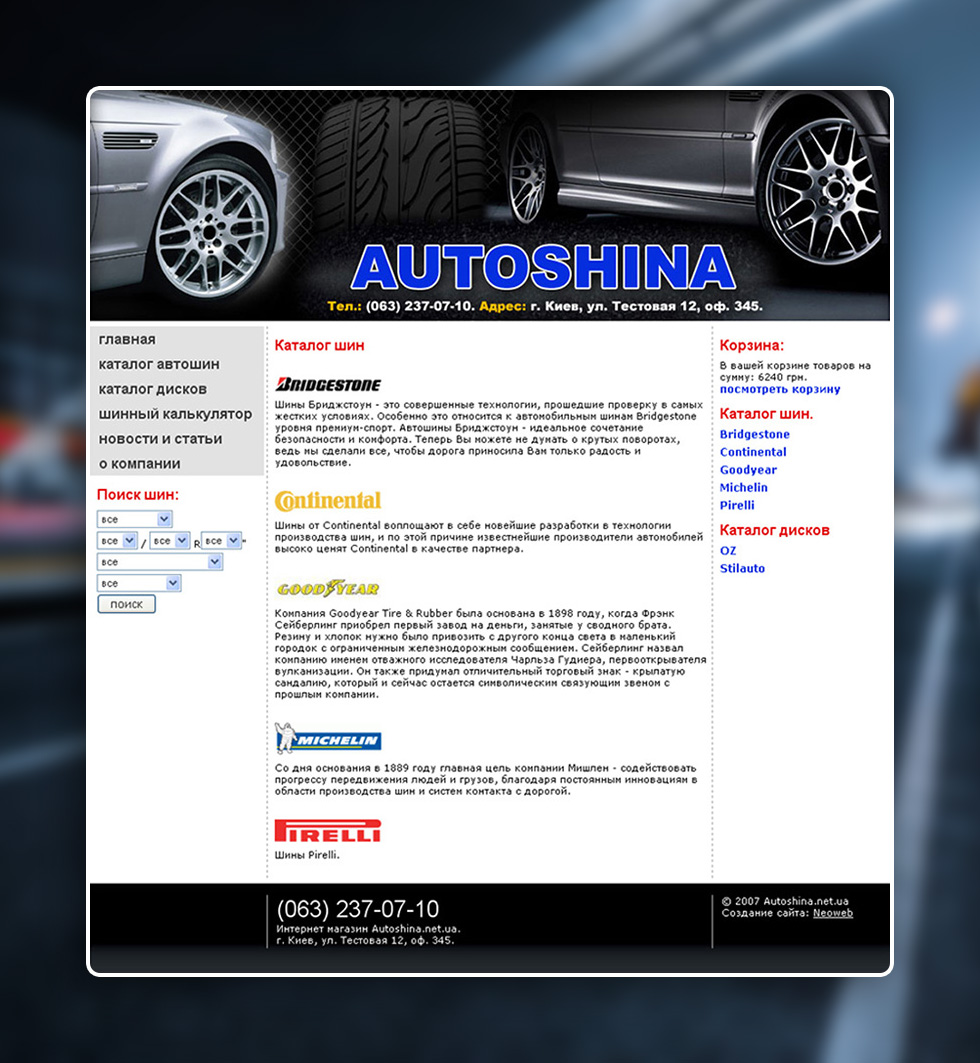 AUTOSHINA
Тел.: (063) 237-07-10. Адрес: г. Киев, ул. Тестовая 12, оф. 345.
главная
каталог автошин
каталог дисков
шинный калькулятор
новости и статьи
о компании
Поиск шин:
все
все / все R все "
все
все
поиск
Каталог шин
BRIDGESTONE
Шины Бриджстоун - это совершенные технологии, прошедшие проверку в самых
жестких условиях. Особенно это относится к автомобильным шинам Bridgestone
уровня премиум-спорт. Автошины Бриджстоун - идеальное сочетание
безопасности и комфорта. Теперь Вы можете не думать о крутых поворотах,
ведь мы сделали все, чтобы дорога приносила Вам только радость и
удовольствие.
Continental
Шины от Continental воплощают в себе новейшие разработки в технологии
производства шин, и по этой причине известнейшие производители автомобилей
высоко ценят Continental в качестве партнера.
GOODYEAR
Компания Goodyear Tire & Rubber была основана в 1898 году, когда Фрэнк
Сейберлинг приобрел первый завод на деньги, занятые у сводного брата.
Резину и хлопок нужно было привозить с другого конца света в маленький
городок с ограниченным железнодорожным сообщением. Сейберлинг назвал
компанию именем отважного исследователя Чарльза Гудиера, первооткрывателя
вулканизации. Он также придумал отличительный торговый знак - крылатую
сандалию, который и сейчас остается символическим связующим звеном с
прошлым компании.
MICHELIN
Со дня основания в 1889 году главная цель компании Мишлен - содействовать
прогрессу передвижения людей и грузов, благодаря постоянным инновациям в
области производства шин и систем контакта с дорогой.
PIRELLI
Шины Pirelli.
Корзина:
В вашей корзине товаров на
сумму: 6240 грн.
посмотреть корзину
Каталог шин.
Bridgestone
Continental
Goodyear
Michelin
Pirelli
Каталог дисков
OZ
Stilauto
(063) 237-07-10
Интернет магазин Autoshina.net.ua.
г. Киев, ул. Тестовая 12, оф. 345.
© 2007 Autoshina.net.ua
Создание сайта: Neoweb